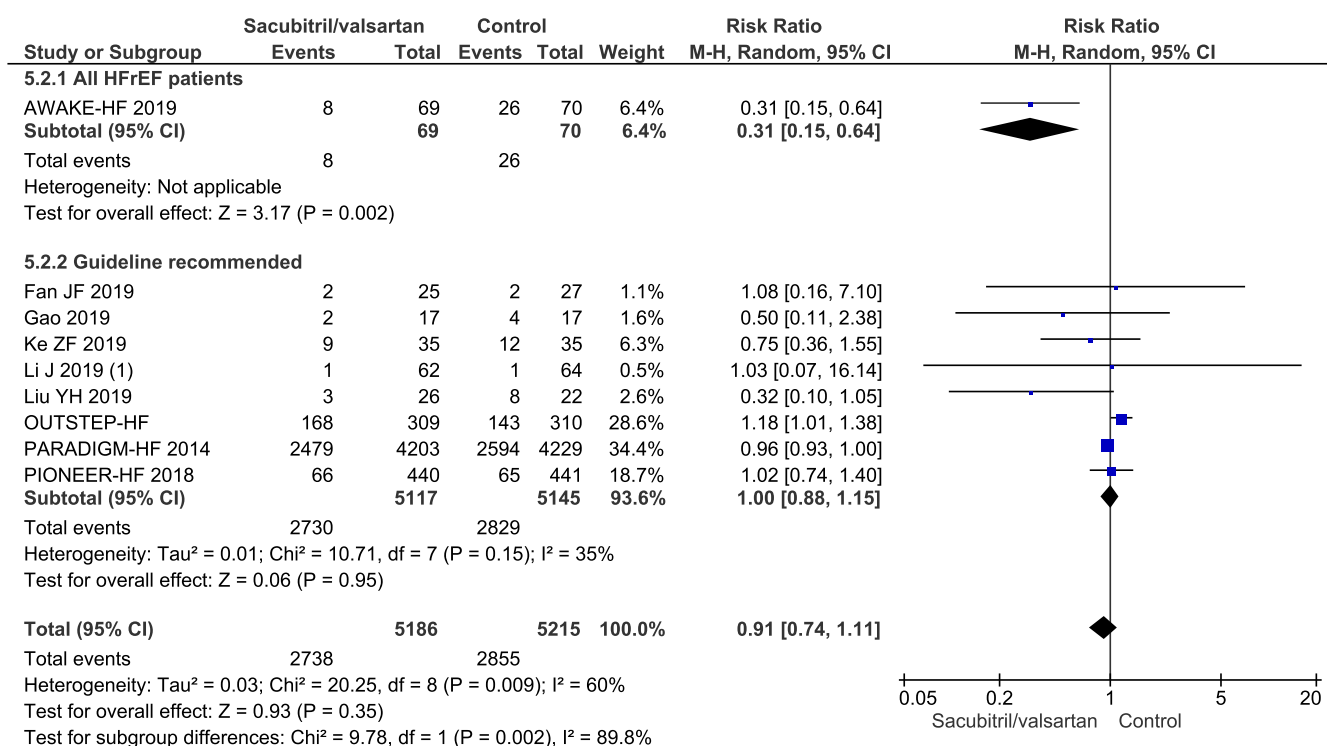 Sacubitril/valsartan Control Risk Ratio Risk Ratio
Study or Subgroup Events Total Events Total Weight M-H, Random, 95% CI M-H, Random, 95% CI
5.2.1 All HFrEF patients
AWAKE-HF 2019 8 69 26 70 6.4% 0.31 [0.15, 0.64]
Subtotal (95% CI) 69 70 6.4% 0.31 [0.15, 0.64]
Total events 8 26
Heterogeneity: Not applicable
Test for overall effect: Z = 3.17 (P = 0.002)
5.2.2 Guideline recommended
Fan JF 2019 2 25 2 27 1.1% 1.08 [0.16, 7.10]
Gao 2019 2 17 4 17 1.6% 0.50 [0.11, 2.38]
Ke ZF 2019 9 35 12 35 6.3% 0.75 [0.36, 1.55]
Li J 2019 (1) 1 62 1 64 0.5% 1.03 [0.07, 16.14]
Liu YH 2019 3 26 8 22 2.6% 0.32 [0.10, 1.05]
OUTSTEP-HF 168 309 143 310 28.6% 1.18 [1.01, 1.38]
PARADIGM-HF 2014 2479 4203 2594 4229 34.4% 0.96 [0.93, 1.00]
PIONEER-HF 2018 66 440 65 441 18.7% 1.02 [0.74, 1.40]
Subtotal (95% CI) 5117 5145 93.6% 1.00 [0.88, 1.15]
Total events 2730 2829
Heterogeneity: Tau² = 0.01; Chi² = 10.71, df = 7 (P = 0.15); I² = 35%
Test for overall effect: Z = 0.06 (P = 0.95)
Total (95% CI) 5186 5215 100.0% 0.91 [0.74, 1.11]
Total events 2738 2855
Heterogeneity: Tau² = 0.03; Chi² = 20.25, df = 8 (P = 0.009); I² = 60%
Test for overall effect: Z = 0.93 (P = 0.35)
Test for subgroup differences: Chi² = 9.78, df = 1 (P = 0.002), I² = 89.8%
0.05 0.2 1 5 20
Sacubitril/valsartan Control